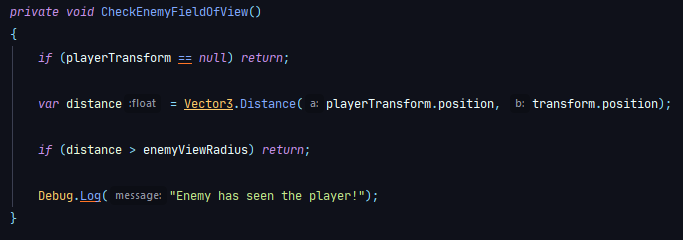 private void CheckEnemyFieldOfView()
{
if (playerTransform == null) return;
var distance :float = Vector3.Distance( a: playerTransform.position, b: transform.position);
if (distance > enemyViewRadius) return;
Debug.Log( message: "Enemy has seen the player!");
}